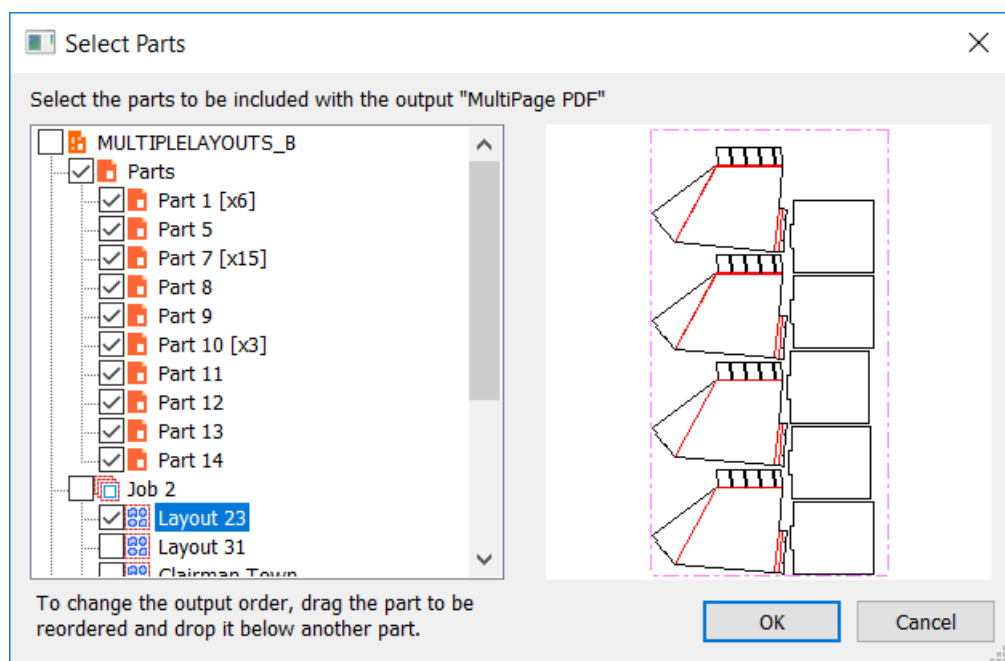 Select Parts
Select the parts to be included with the output "MultiPage PDF"
MULTIPLELAYOUTS_B
Parts
Part 1 [x6]
Part 5
Part 7 [x15]
Part 8
Part 9
Part 10 [x3]
Part 11
Part 12
Part 13
Part 14
Job 2
Layout 23
Layout 31
Clairman Town
To change the output order, drag the part to be
reordered and drop it below another part.
OK
Cancel